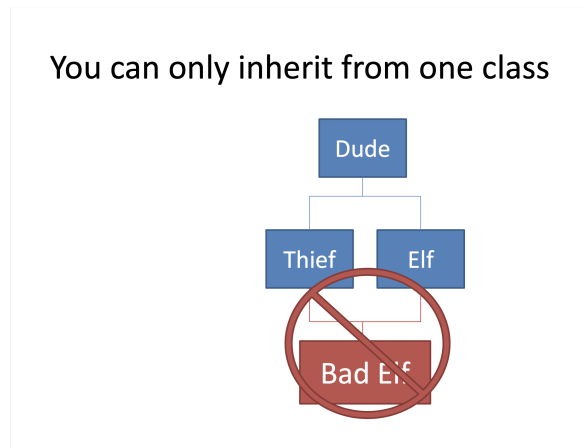 You can only inherit from one class
Dude
Thief
Elf
Bad Elf